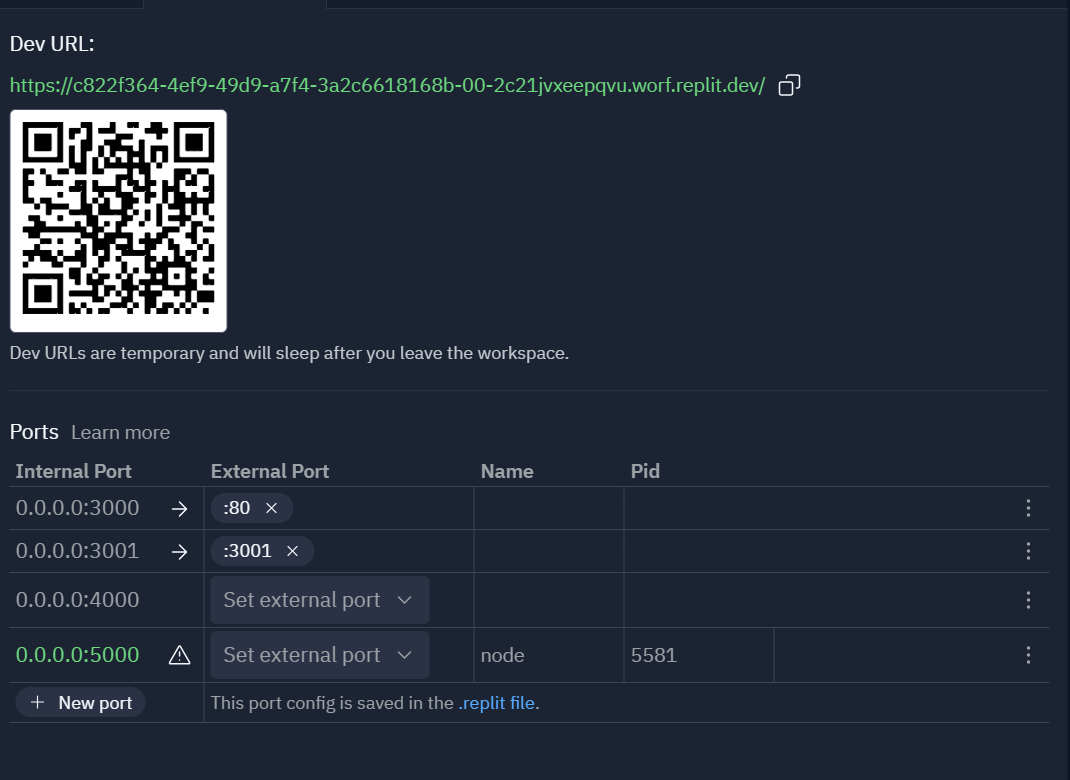 Dev URL:
https://c822f364-4ef9-49d9-a7f4-3a2c6618168b-00-2c21jvxeepqvu.worf.replit.dev/
Dev URLs are temporary and will sleep after you leave the workspace.
Ports Learn more
Internal Port External Port Name Pid
0.0.0.0:3000 → :80 ×
0.0.0.0:3001 → :3001 ×
0.0.0.0:4000 Set external port
0.0.0.0:5000 Set external port node 5581
+ New port This port config is saved in the .replit file.